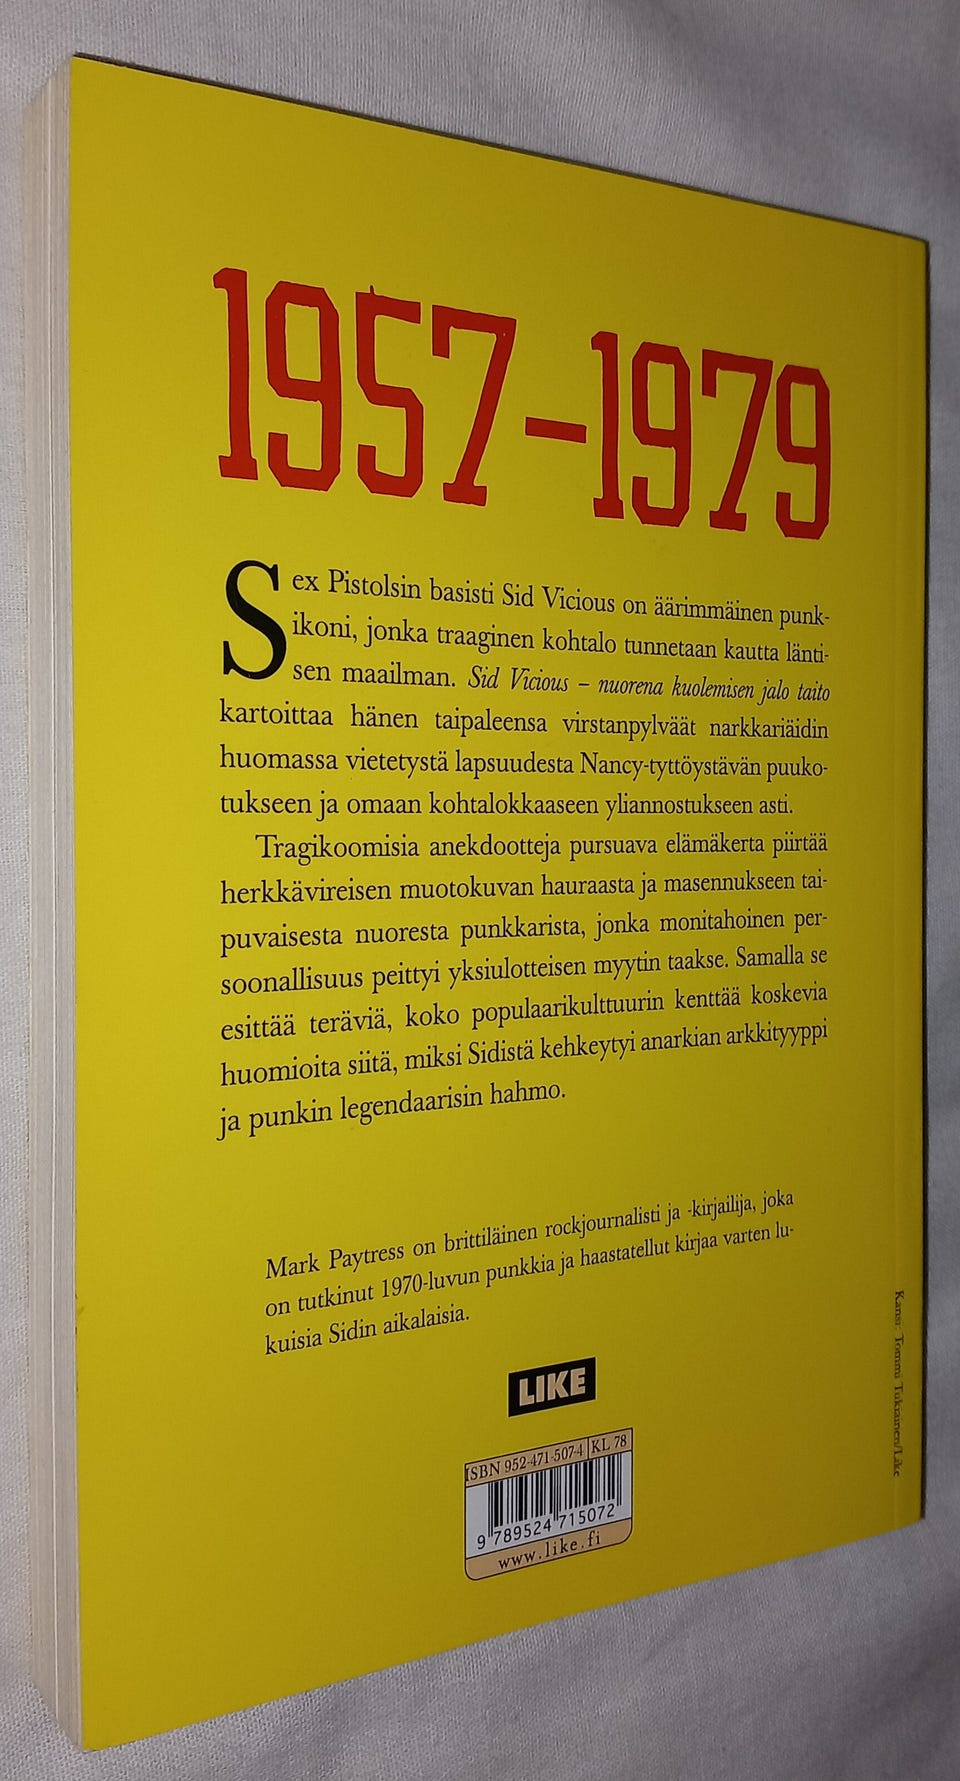 1957–1979
Sex Pistolsin basisti Sid Vicious on äärimmäinen punk-
ikoni, jonka traaginen kohtalo tunnetaan kautta länti-
sen maailman. Sid Vicious – nuorena kuolemisen jalo taito
kartoittaa hänen taipaleensa virstanpylväät narkkariäidin
huomassa vietetystä lapsuudesta Nancy-tyttöystävän puuko-
tukseen ja omaan kohtalokkaaseen yliannostukseen asti.
Tragikoomisia anekdootteja pursuava elämäkerta piirtää
herkkävireisen muotokuvan hauraasta ja masennukseen tai-
puvaisesta nuoresta punkkarista, jonka monitahoinen per-
soonallisuus peittyi yksiulotteisen myytin taakse. Samalla se
esittää teräviä, koko populaarikulttuurin kenttää koskevia
huomioita siitä, miksi Sidistä kehkeytyi anarkian arkkityyppi
ja punkin legendaarisin hahmo.
Mark Paytress on brittiläinen rockjournalisti ja -kirjailija, joka
on tutkinut 1970-luvun punkkia ja haastatellut kirjaa varten lu-
kuisia Sidin aikalaisia.
LIKE
ISBN 952-471-507-4 KL 78
9 789524 715072
www.like.fi
Kansi: Tommi Tukiainen/Like